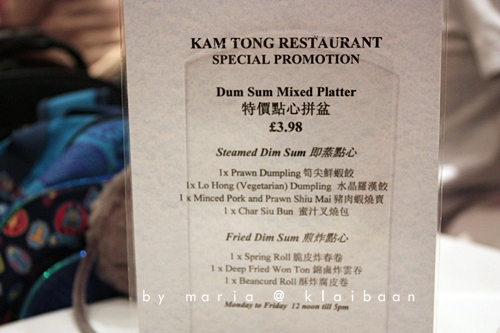 KAM TONG RESTAURANT
SPECIAL PROMOTION
Dum Sum Mixed Platter
特價點心拼盆
£3.98
Steamed Dim Sum 即蒸點心
1x Prawn Dumpling 筍尖鮮蝦餃
1x Lo Hong (Vegetarian) Dumpling 水晶羅漢餃
1x Minced Pork and Prawn Shiu Mai 豬肉蝦燒賣
1x Char Siu Bun 蜜汁叉燒包
Fried Dim Sum 煎炸點心
1x Spring Roll 脆皮炸春卷
1x Deep Fried Won Ton 錦鹵炸雲吞
1x Beancurd Roll 酥炸腐皮卷
by maria @ klaibaan
Monday to Friday 12 noon till 5pm